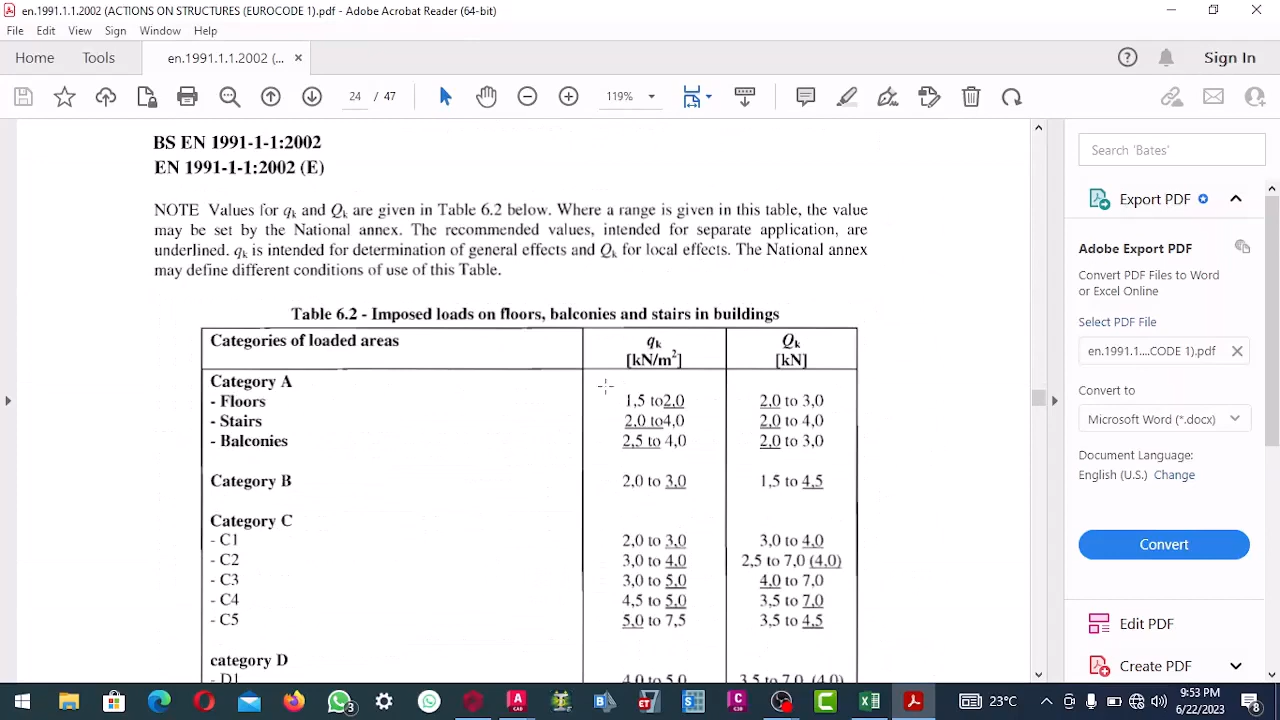 en.1991.1.1.2002 (ACTIONS ON STRUCTURES (EUROCODE 1).pdf - Adobe Acrobat Reader (64-bit)
File Edit View Sign Window Help
Home Tools en.1991.1.1.2002 (... × Sign In
24 / 47 119%
BS EN 1991-1-1:2002
EN 1991-1-1:2002 (E)
NOTE Values for qk and Qk are given in Table 6.2 below. Where a range is given in this table, the value
may be set by the National annex. The recommended values, intended for separate application, are
underlined. qk is intended for determination of general effects and Qk for local effects. The National annex
may define different conditions of use of this Table.
Table 6.2 - Imposed loads on floors, balconies and stairs in buildings
Categories of loaded areas qk Qk
[kN/m²] [kN]
Category A
- Floors 1,5 to2,0 2,0 to 3,0
- Stairs 2,0 to4,0 2,0 to 4,0
- Balconies 2,5 to 4,0 2,0 to 3,0
Category B 2,0 to 3,0 1,5 to 4,5
Category C
- C1 2,0 to 3,0 3,0 to 4,0
- C2 3,0 to 4,0 2,5 to 7,0 (4,0)
- C3 3,0 to 5,0 4,0 to 7,0
- C4 4,5 to 5,0 3,5 to 7,0
- C5 5,0 to 7,5 3,5 to 4,5
category D
- D1 4,0 to 5,0 3,5 to 7,0 (4,0)
Search 'Bates'
Export PDF
Adobe Export PDF
Convert PDF Files to Word
or Excel Online
Select PDF File
en.1991.1....CODE 1).pdf
Convert to
Microsoft Word (*.docx)
Document Language:
English (U.S.) Change
Convert
Edit PDF
Create PDF
3 23°C 9:53 PM
6/22/2023 8